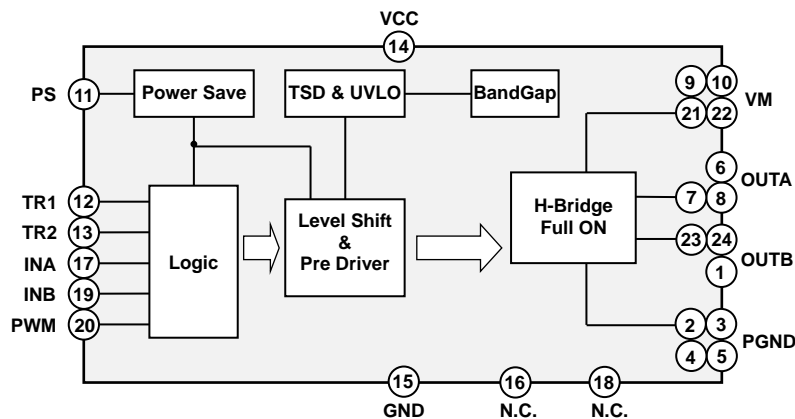 VCC
14
PS
11
Power Save
TSD & UVLO
BandGap
9
10
VM
21
22
6
OUTA
7
8
TR1
12
TR2
13
INA
17
INB
19
PWM
20
Logic
Level Shift
&
Pre Driver
H-Bridge
Full ON
23
24
OUTB
1
2
3
PGND
4
5
15
16
18
GND
N.C.
N.C.